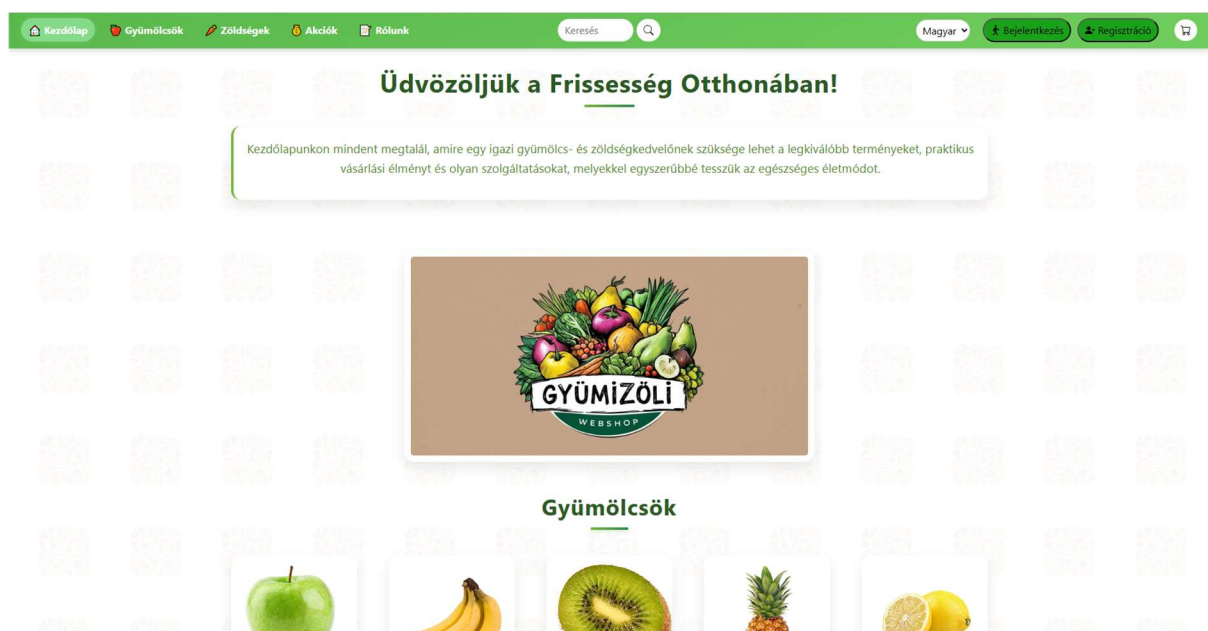 Kezdőlap Gyümölcsök Zöldségek Akciók Rólunk Keresés Magyar Bejelentkezés Regisztráció
Üdvözöljük a Frissesség Otthonában!
Kezdőlapunkon mindent megtalál, amire egy igazi gyümölcs- és zöldségkedvelőnek szüksége lehet a legkiválóbb terményeket, praktikus
vásárlási élményt és olyan szolgáltatásokat, melyekkel egyszerűbbé tesszük az egészséges életmódot.
GYÜMiZÖLi
WEBSHOP
Gyümölcsök